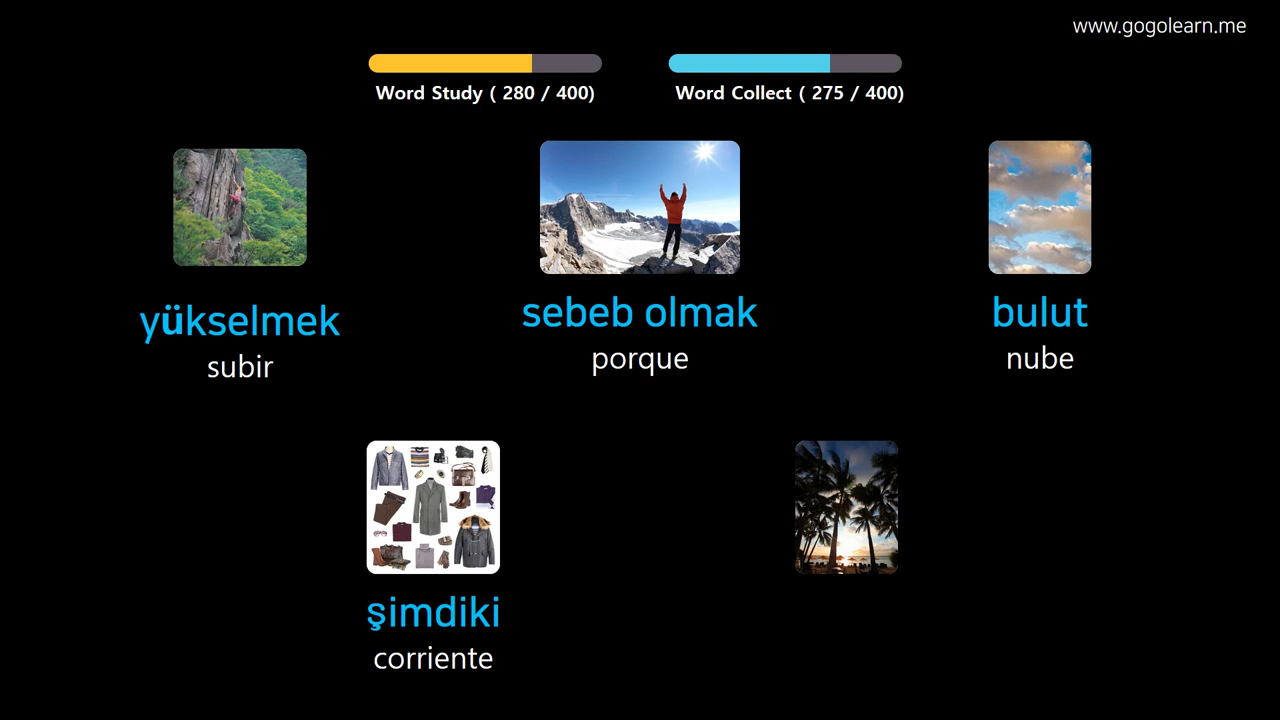 www.gogolearn.me
Word Study ( 280 / 400)
Word Collect ( 275 / 400)
yükselmek
subir
sebeb olmak
porque
bulut
nube
şimdiki
corriente